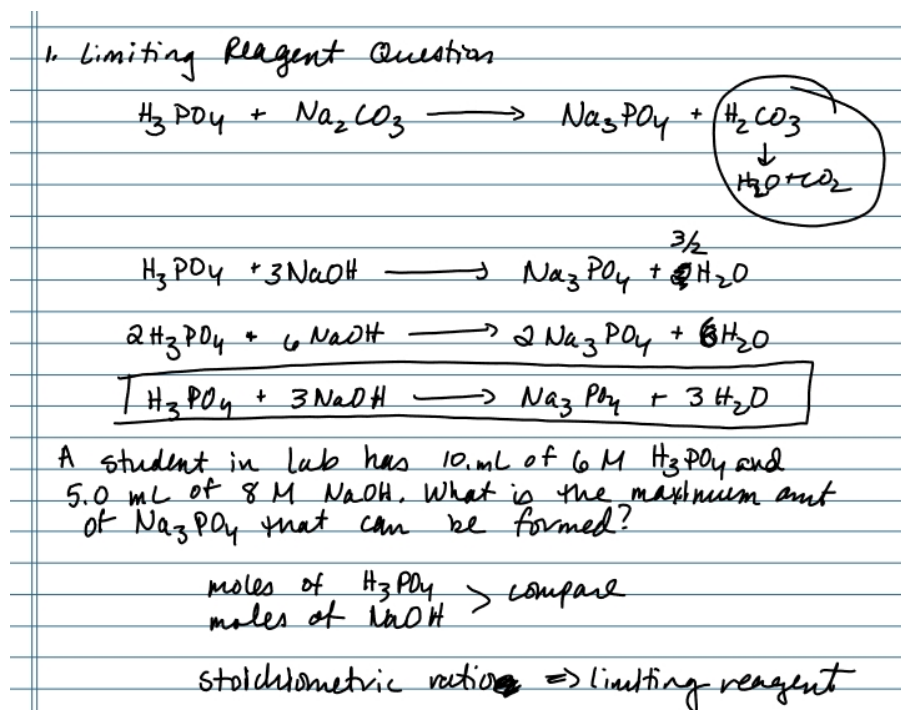 1. Limiting Reagent Question
H₃PO₄ + Na₂CO₃ ⟶ Na₃PO₄ + H₂CO₃
↓
H₂O + CO₂
3/2
H₃PO₄ + 3NaOH ⟶ Na₃PO₄ + H₂O
2H₃PO₄ + 6NaOH ⟶ 2Na₃PO₄ + 6H₂O
H₃PO₄ + 3NaOH ⟶ Na₃PO₄ + 3H₂O
A student in lab has 10.mL of 6 M H₃PO₄ and
5.0 mL of 8 M NaOH. What is the maximum amt
of Na₃PO₄ that can be formed?
moles of H₃PO₄
moles of NaOH > compare
stoichiometric ratio ⇒ limiting reagent